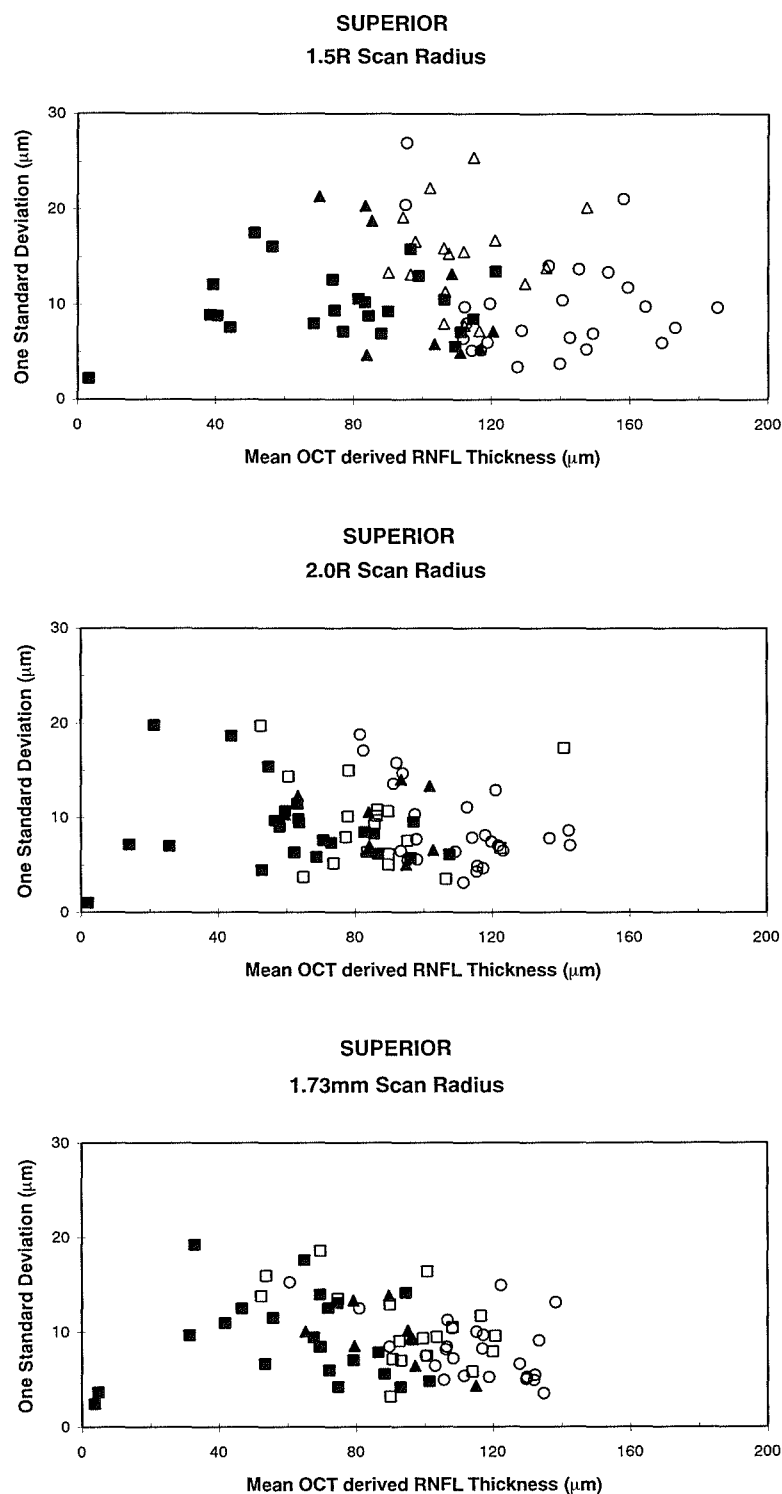 SUPERIOR
1.5R Scan Radius
One Standard Deviation (μm)
30
20
10
0
0 40 80 120 160 200
Mean OCT derived RNFL Thickness (μm)
SUPERIOR
2.0R Scan Radius
One Standard Deviation (μm)
30
20
10
0
0 40 80 120 160 200
Mean OCT derived RNFL Thickness (μm)
SUPERIOR
1.73mm Scan Radius
One Standard Deviation (μm)
30
20
10
0
0 40 80 120 160 200
Mean OCT derived RNFL Thickness (μm)